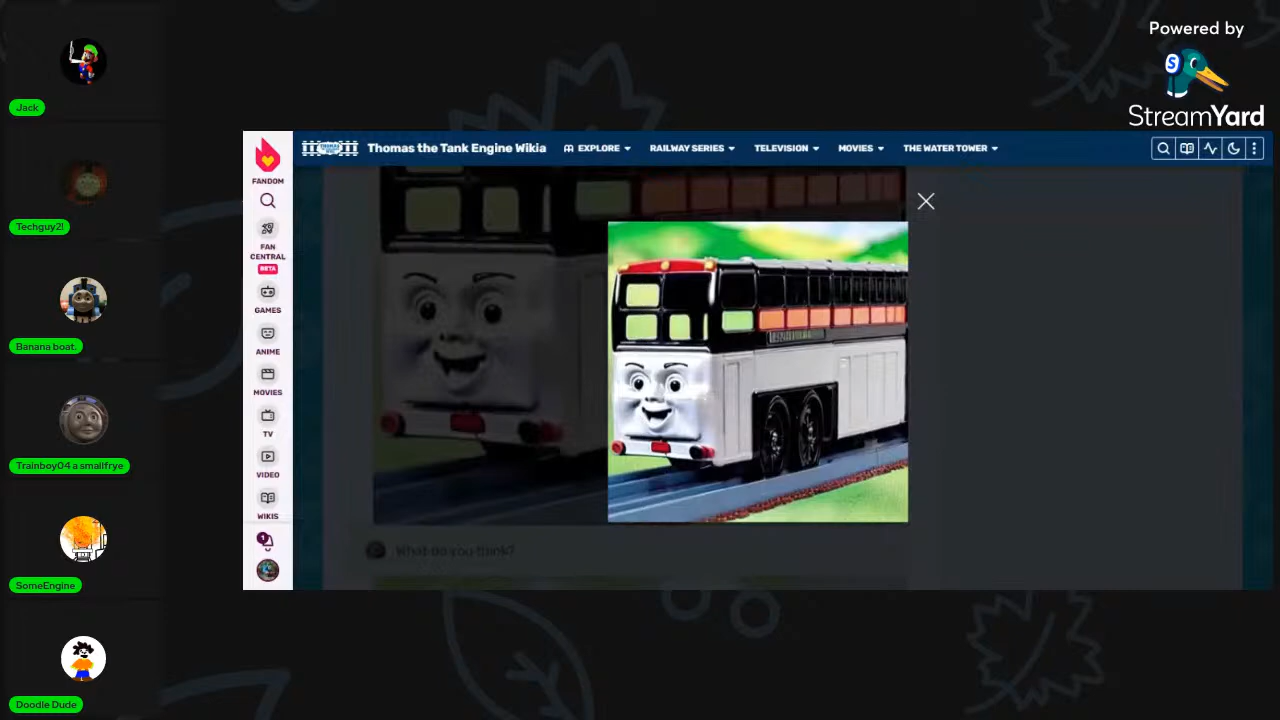 Powered by
StreamYard
Jack
Techguy21
Banana boat.
Trainboy04 a smallfrye
SomeEngine
Doodle Dude
FANDOM
FAN
CENTRAL
BETA
GAMES
ANIME
MOVIES
TV
VIDEO
WIKIS
1
Thomas the Tank Engine Wikia
EXPLORE
RAILWAY SERIES
TELEVISION
MOVIES
THE WATER TOWER
What do you think?